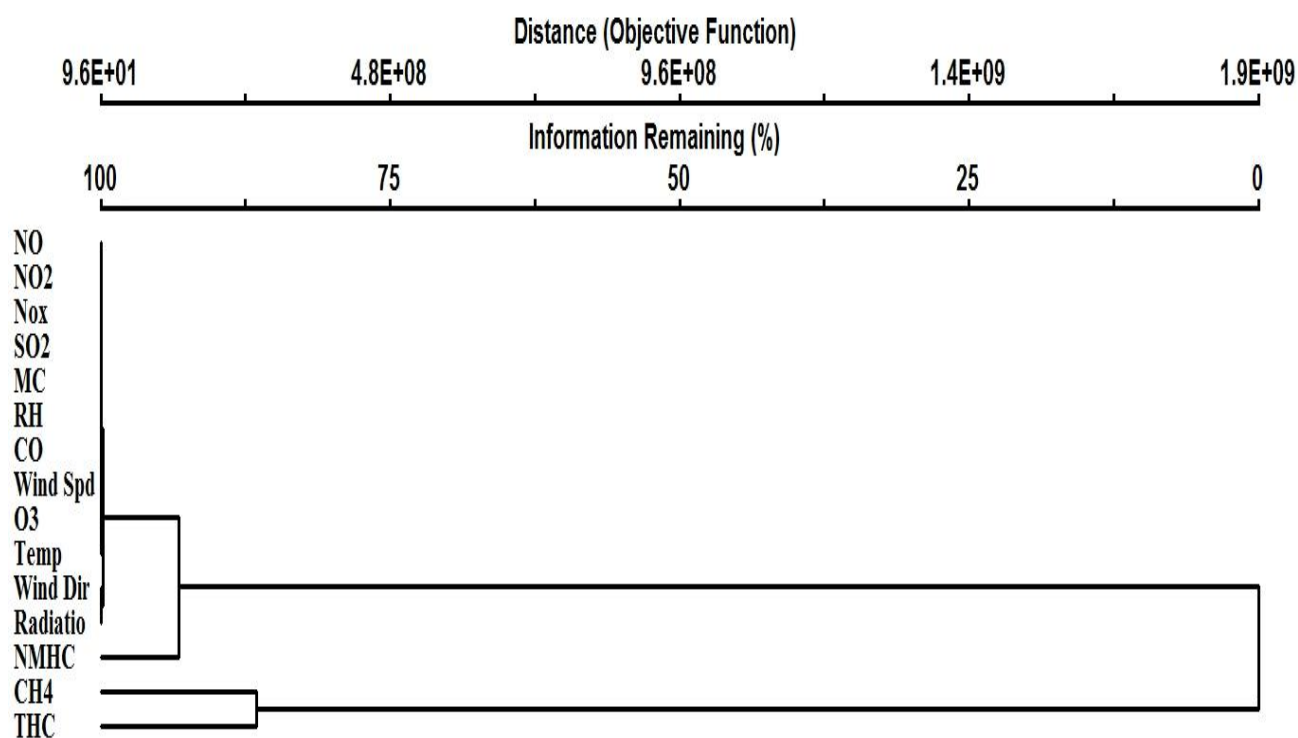 Distance (Objective Function)
9.6E+01 4.8E+08 9.6E+08 1.4E+09 1.9E+09
Information Remaining (%)
100 75 50 25 0
NO
NO2
Nox
SO2
MC
RH
CO
Wind Spd
O3
Temp
Wind Dir
Radiatio
NMHC
CH4
THC